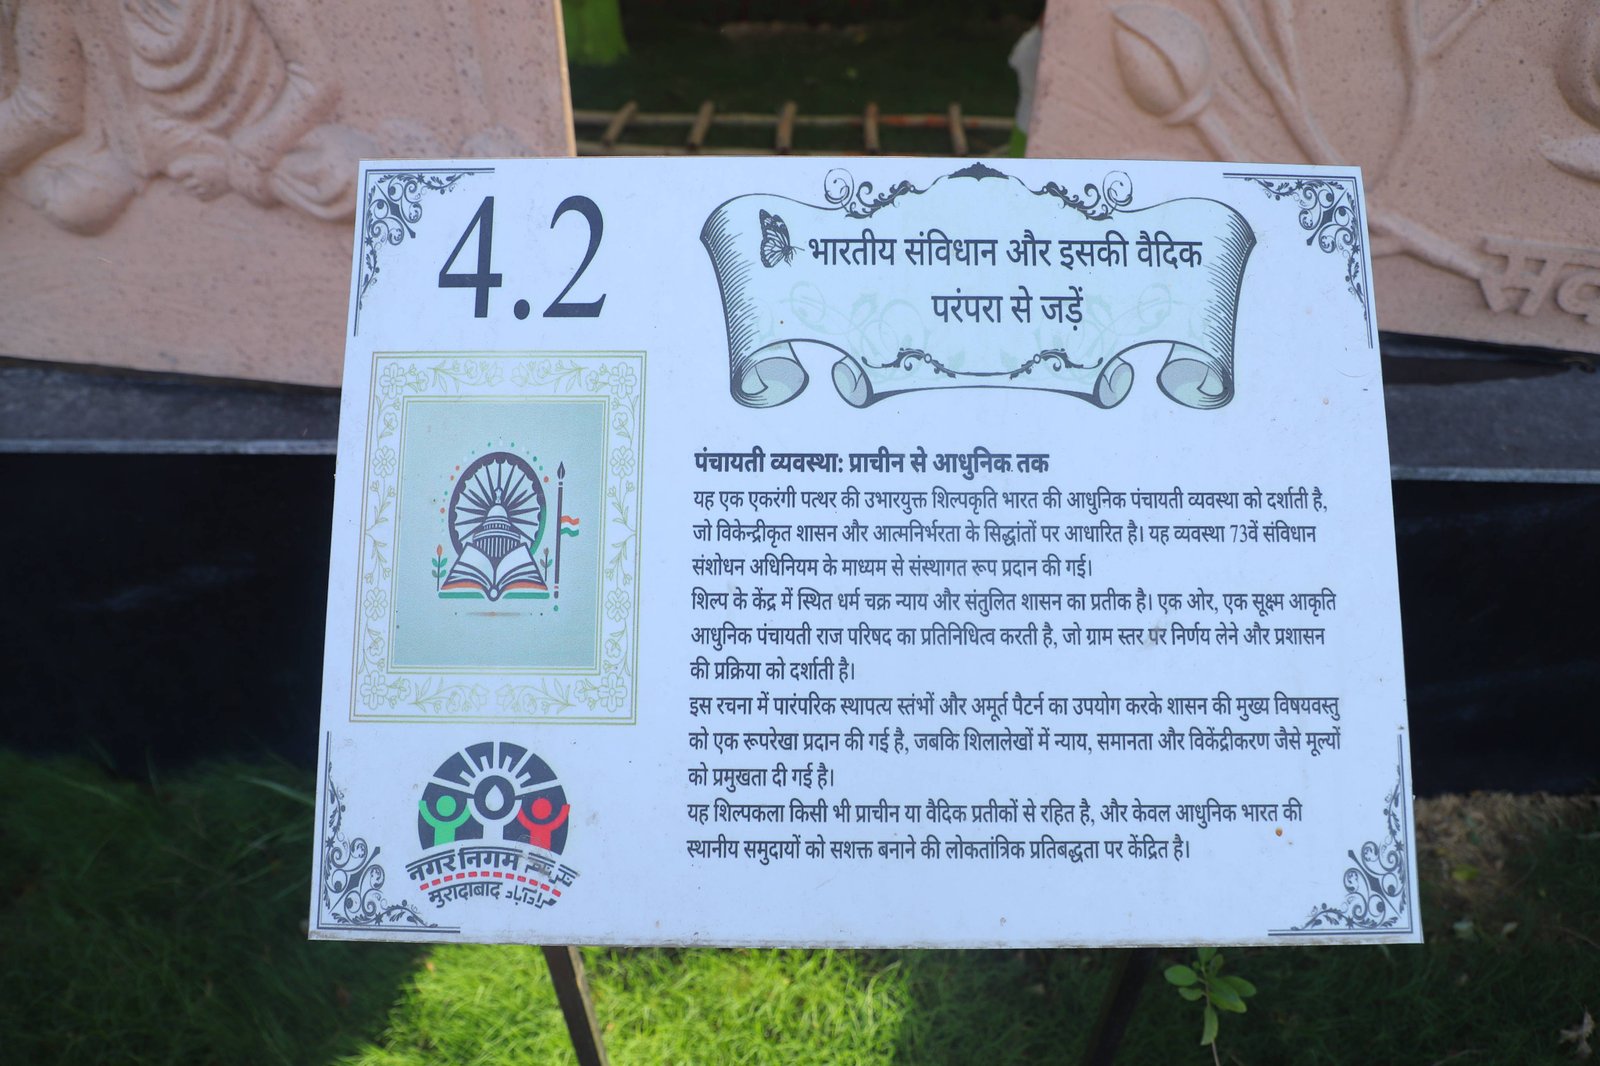 4.2
भारतीय संविधान और इसकी वैदिक
परंपरा से जड़ें
पंचायती व्यवस्था: प्राचीन से आधुनिक तक
यह एक एकरंगी पत्थर की उभारयुक्त शिल्पकृति भारत की आधुनिक पंचायती व्यवस्था को दर्शाती है,
जो विकेन्द्रीकृत शासन और आत्मनिर्भरता के सिद्धांतों पर आधारित है। यह व्यवस्था 73वें संविधान
संशोधन अधिनियम के माध्यम से संस्थागत रूप प्रदान की गई।
शिल्प के केंद्र में स्थित धर्म चक्र न्याय और संतुलित शासन का प्रतीक है। एक ओर, एक सूक्ष्म आकृति
आधुनिक पंचायती राज परिषद का प्रतिनिधित्व करती है, जो ग्राम स्तर पर निर्णय लेने और प्रशासन
की प्रक्रिया को दर्शाती है।
इस रचना में पारंपरिक स्थापत्य स्तंभों और अमूर्त पैटर्न का उपयोग करके शासन की मुख्य विषयवस्तु
को एक रूपरेखा प्रदान की गई है, जबकि शिलालेखों में न्याय, समानता और विकेंद्रीकरण जैसे मूल्यों
को प्रमुखता दी गई है।
यह शिल्पकला किसी भी प्राचीन या वैदिक प्रतीकों से रहित है, और केवल आधुनिक भारत की
स्थानीय समुदायों को सशक्त बनाने की लोकतांत्रिक प्रतिबद्धता पर केंद्रित है।
नगर निगम
मुरादाबाद مرادآباد